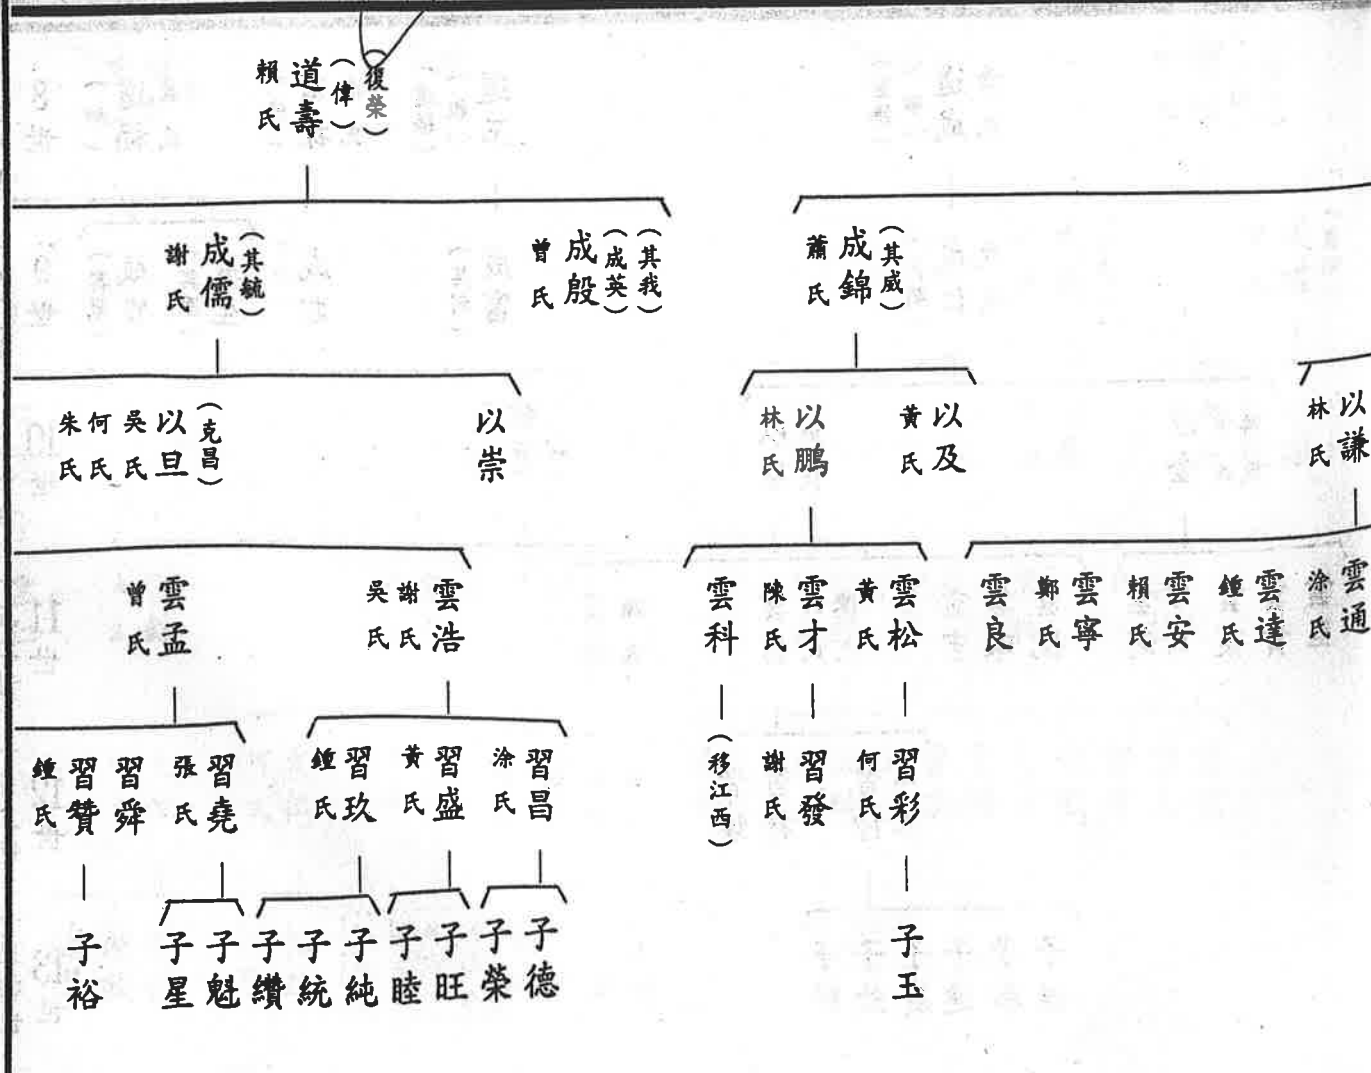 (復榮)
(偉)
道壽
賴氏
(其威)
成錦
蕭氏
(其我)
(成英)
成殷
曾氏
(其毓)
成儒
謝氏
以謙
林氏
以及
黃氏
以鵬
林氏
以崇
(克昌)
以旦
吳氏
何氏
朱氏
雲通
涂氏
雲達
鍾氏
雲安
賴氏
雲寧
鄭氏
雲良
雲松
黃氏
雲才
陳氏
雲科
雲浩
謝氏
吳氏
雲孟
曾氏
習彩
何氏
習發
謝氏
(移江西)
習昌
涂氏
習盛
黃氏
習玖
鍾氏
習堯
張氏
習舜
習贊
鍾氏
子玉
子德
子榮
子旺
子睦
子純
子統
子纘
子魁
子星
子裕